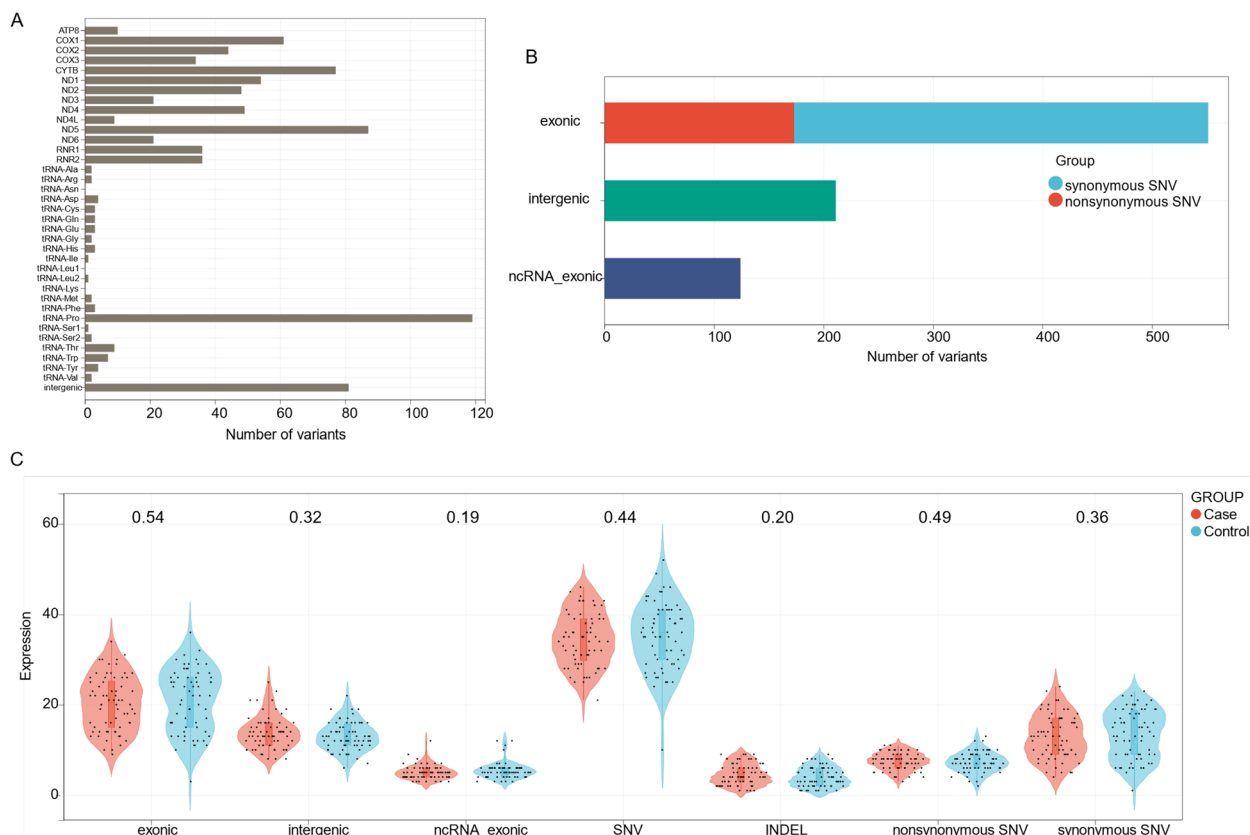 A
ATP8
COX1
COX2
COX3
CYTB
ND1
ND2
ND3
ND4
ND4L
ND5
ND6
RNR1
RNR2
tRNA-Ala
tRNA-Arg
tRNA-Asn
tRNA-Asp
tRNA-Cys
tRNA-Gln
tRNA-Glu
tRNA-Gly
tRNA-His
tRNA-Ile
tRNA-Leu1
tRNA-Leu2
tRNA-Lys
tRNA-Met
tRNA-Phe
tRNA-Pro
tRNA-Ser1
tRNA-Ser2
tRNA-Thr
tRNA-Trp
tRNA-Tyr
tRNA-Val
intergenic
0 20 40 60 80 100 120
Number of variants
B
exonic
intergenic
ncRNA_exonic
Group
synonymous SNV
nonsynonymous SNV
0 100 200 300 400 500
Number of variants
C
0.54 0.32 0.19 0.44 0.20 0.49 0.36
GROUP
Case
Control
60
40
20
0
Expression
exonic intergenic ncRNA exonic SNV INDEL nonsynonymous SNV synonymous SNV